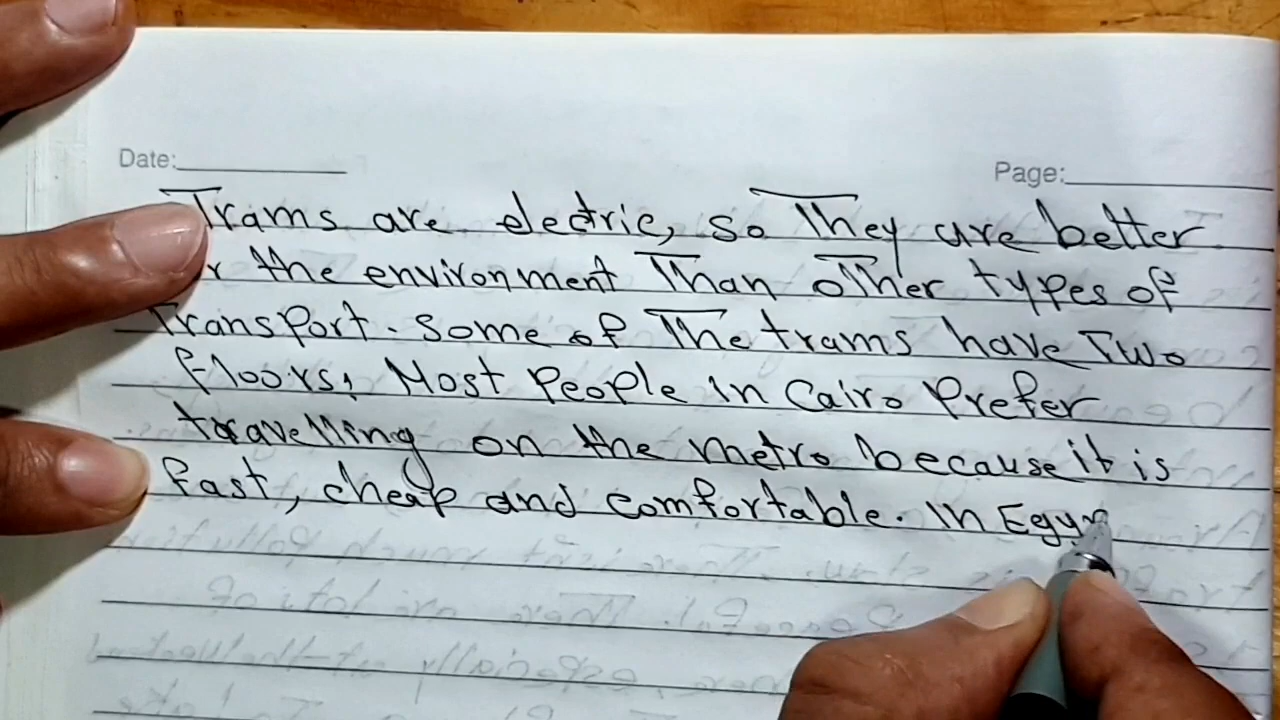 Date:
Page:
Trams are electric, so They are better
the environment Than other types of
Transport. Some of The trams have Two
floors, Most People in Cairo Prefer
travelling on the metro because it is
fast, cheap and comfortable. In Egyp